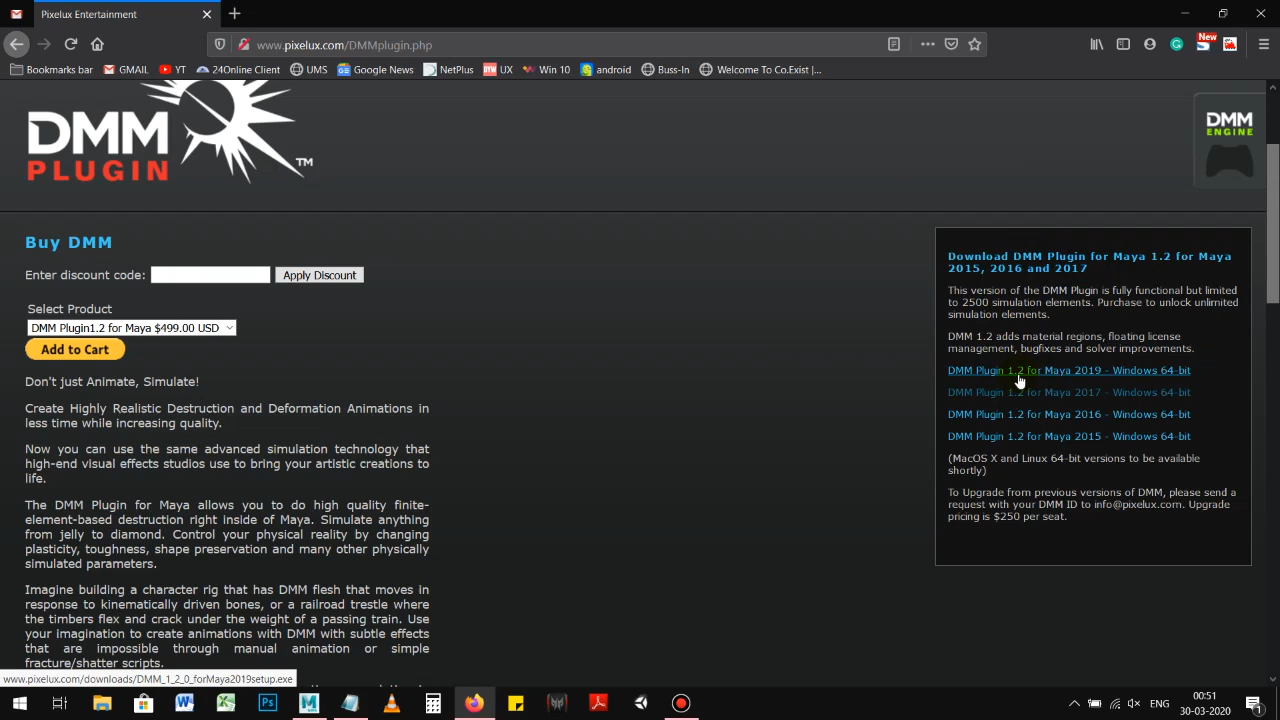 Pixelux Entertainment
www.pixelux.com/DMMplugin.php
New
Bookmarks bar
GMAIL
YT
24Online Client
UMS
Google News
NetPlus
UX
Win 10
android
Buss-In
Welcome To Co.Exist |...
DMM
PLUGIN
TM
DMM
ENGINE
Buy DMM
Enter discount code:
Apply Discount
Select Product
DMM Plugin1.2 for Maya $499.00 USD
Add to Cart
Don't just Animate, Simulate!
Create Highly Realistic Destruction and Deformation Animations in
less time while increasing quality.
Now you can use the same advanced simulation technology that
high-end visual effects studios use to bring your artistic creations to
life.
The DMM Plugin for Maya allows you to do high quality finite-
element-based destruction right inside of Maya. Simulate anything
from jelly to diamond. Control your physical reality by changing
plasticity, toughness, shape preservation and many other physically
simulated parameters.
Imagine building a character rig that has DMM flesh that moves in
response to kinematically driven bones, or a railroad trestle where
the timbers flex and crack under the weight of a passing train. Use
your imagination to create animations with DMM with subtle effects
that are impossible through manual animation or simple
fracture/shatter scripts.
Download DMM Plugin for Maya 1.2 for Maya
2015, 2016 and 2017
This version of the DMM Plugin is fully functional but limited
to 2500 simulation elements. Purchase to unlock unlimited
simulation elements.
DMM 1.2 adds material regions, floating license
management, bugfixes and solver improvements.
DMM Plugin 1.2 for Maya 2019 - Windows 64-bit
DMM Plugin 1.2 for Maya 2017 - Windows 64-bit
DMM Plugin 1.2 for Maya 2016 - Windows 64-bit
DMM Plugin 1.2 for Maya 2015 - Windows 64-bit
(MacOS X and Linux 64-bit versions to be available
shortly)
To Upgrade from previous versions of DMM, please send a
request with your DMM ID to info@pixelux.com. Upgrade
pricing is $250 per seat.
www.pixelux.com/downloads/DMM_1_2_0_forMaya2019setup.exe
Ps
ENG
00:51
30-03-2020
1